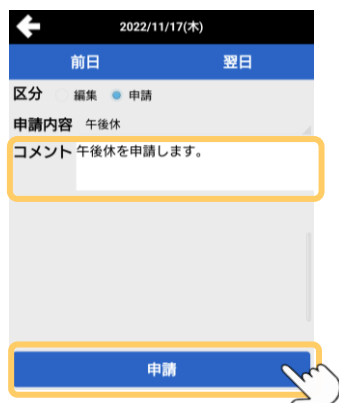 2022/11/17(木)
前日 翌日
区分 編集 申請
申請内容 午後休
コメント 午後休を申請します。
申請